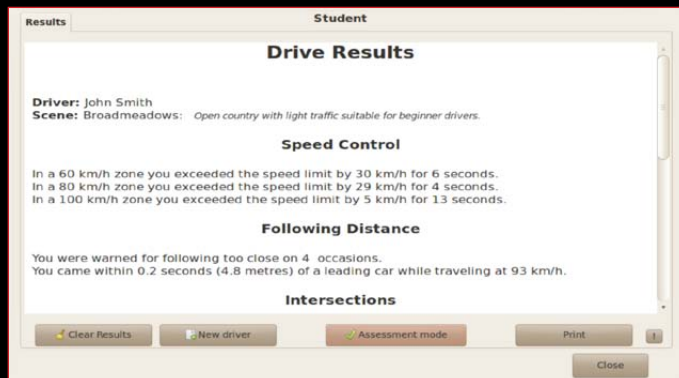 Results
Student
Drive Results
Driver: John Smith
Scene: Broadmeadows: Open country with light traffic suitable for beginner drivers.
Speed Control
In a 60 km/h zone you exceeded the speed limit by 30 km/h for 6 seconds.
In a 80 km/h zone you exceeded the speed limit by 29 km/h for 4 seconds.
In a 100 km/h zone you exceeded the speed limit by 5 km/h for 13 seconds.
Following Distance
You were warned for following too close on 4 occasions.
You came within 0.2 seconds (4.8 metres) of a leading car while traveling at 93 km/h.
Intersections
Clear Results New driver Assessment mode Print !
Close